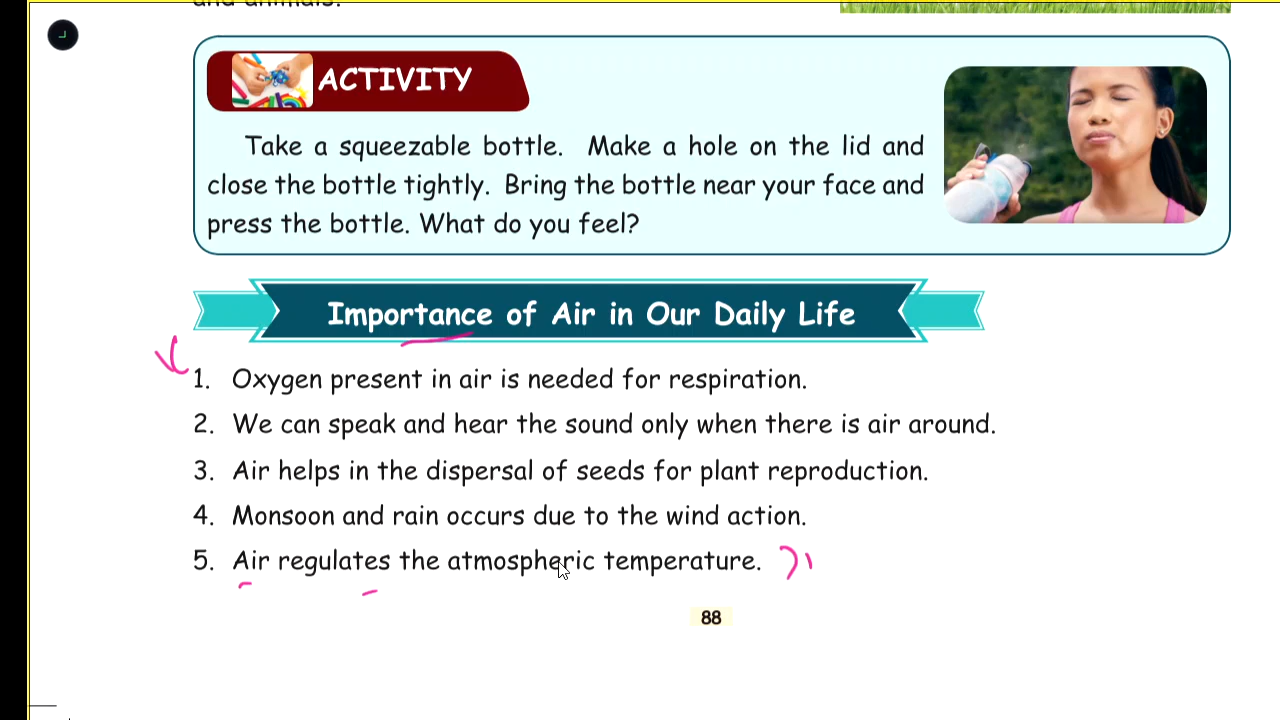 and animals.
ACTIVITY
Take a squeezable bottle. Make a hole on the lid and
close the bottle tightly. Bring the bottle near your face and
press the bottle. What do you feel?
Importance of Air in Our Daily Life
1. Oxygen present in air is needed for respiration.
2. We can speak and hear the sound only when there is air around.
3. Air helps in the dispersal of seeds for plant reproduction.
4. Monsoon and rain occurs due to the wind action.
5. Air regulates the atmospheric temperature.
88